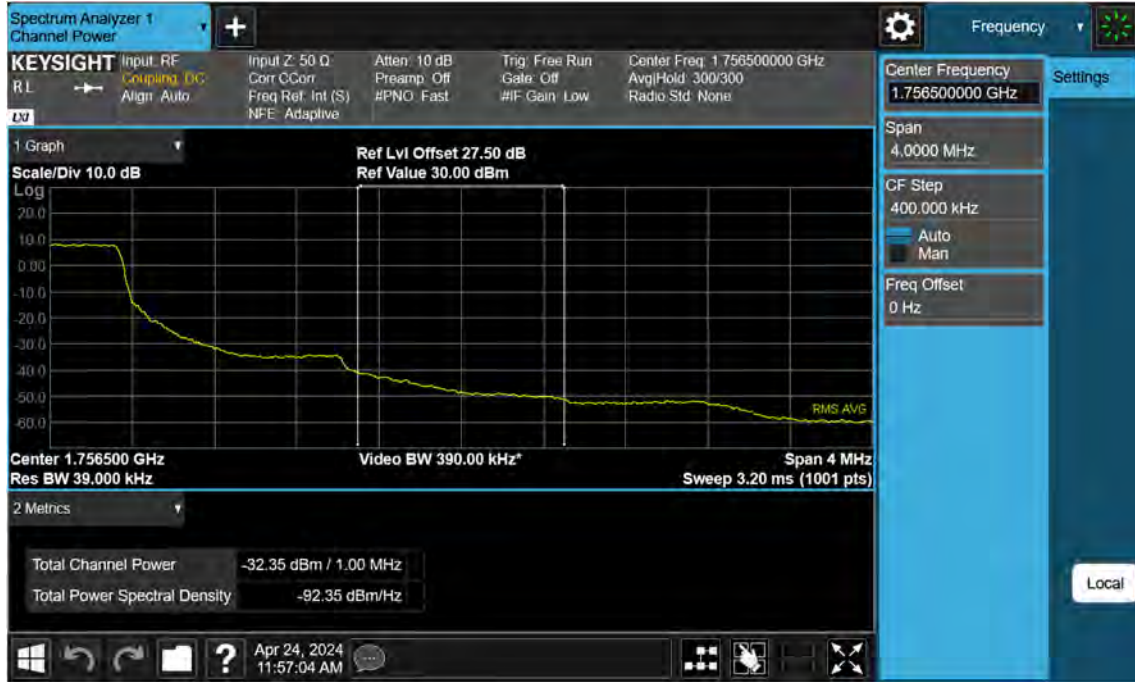 Spectrum Analyzer 1
Channel Power
+
Frequency
KEYSIGHT
RL
LXI
Input: RF
Coupling: DC
Align: Auto
Input Z: 50 Ω
Corr CCorr
Freq Ref: Int (S)
NFE: Adaptive
Atten: 10 dB
Preamp: Off
#PNO: Fast
Trig: Free Run
Gate: Off
#IF Gain: Low
Center Freq: 1.756500000 GHz
Avg|Hold: 300/300
Radio Std: None
Center Frequency
1.756500000 GHz
Settings
Span
4.0000 MHz
CF Step
400.000 kHz
Auto
Man
Freq Offset
0 Hz
1 Graph
Scale/Div 10.0 dB
Ref Lvl Offset 27.50 dB
Ref Value 30.00 dBm
Log
20.0
10.0
0.00
-10.0
-20.0
-30.0
-40.0
-50.0
-60.0
RMS AVG
Center 1.756500 GHz
Video BW 390.00 kHz*
Span 4 MHz
Res BW 39.000 kHz
Sweep 3.20 ms (1001 pts)
2 Metrics
Total Channel Power
-32.35 dBm / 1.00 MHz
Total Power Spectral Density
-92.35 dBm/Hz
Local
?
Apr 24, 2024
11:57:04 AM